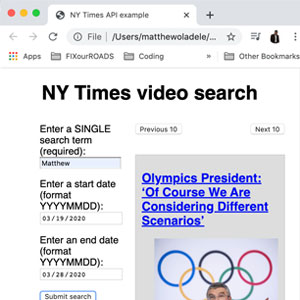 NY Times API example
File
/Users/matthewoladele/...
Apps
FIXourROADS
Coding
»
Other Bookmarks
NY Times video search
Enter a SINGLE
search term
(required):
Matthew
Enter a start date
(format
YYYYMMDD):
03/19/2020
Enter an end date
(format
YYYYMMDD):
03/28/2020
Submit search
Previous 10
Next 10
Olympics President:
‘Of Course We Are
Considering Different
Scenarios’